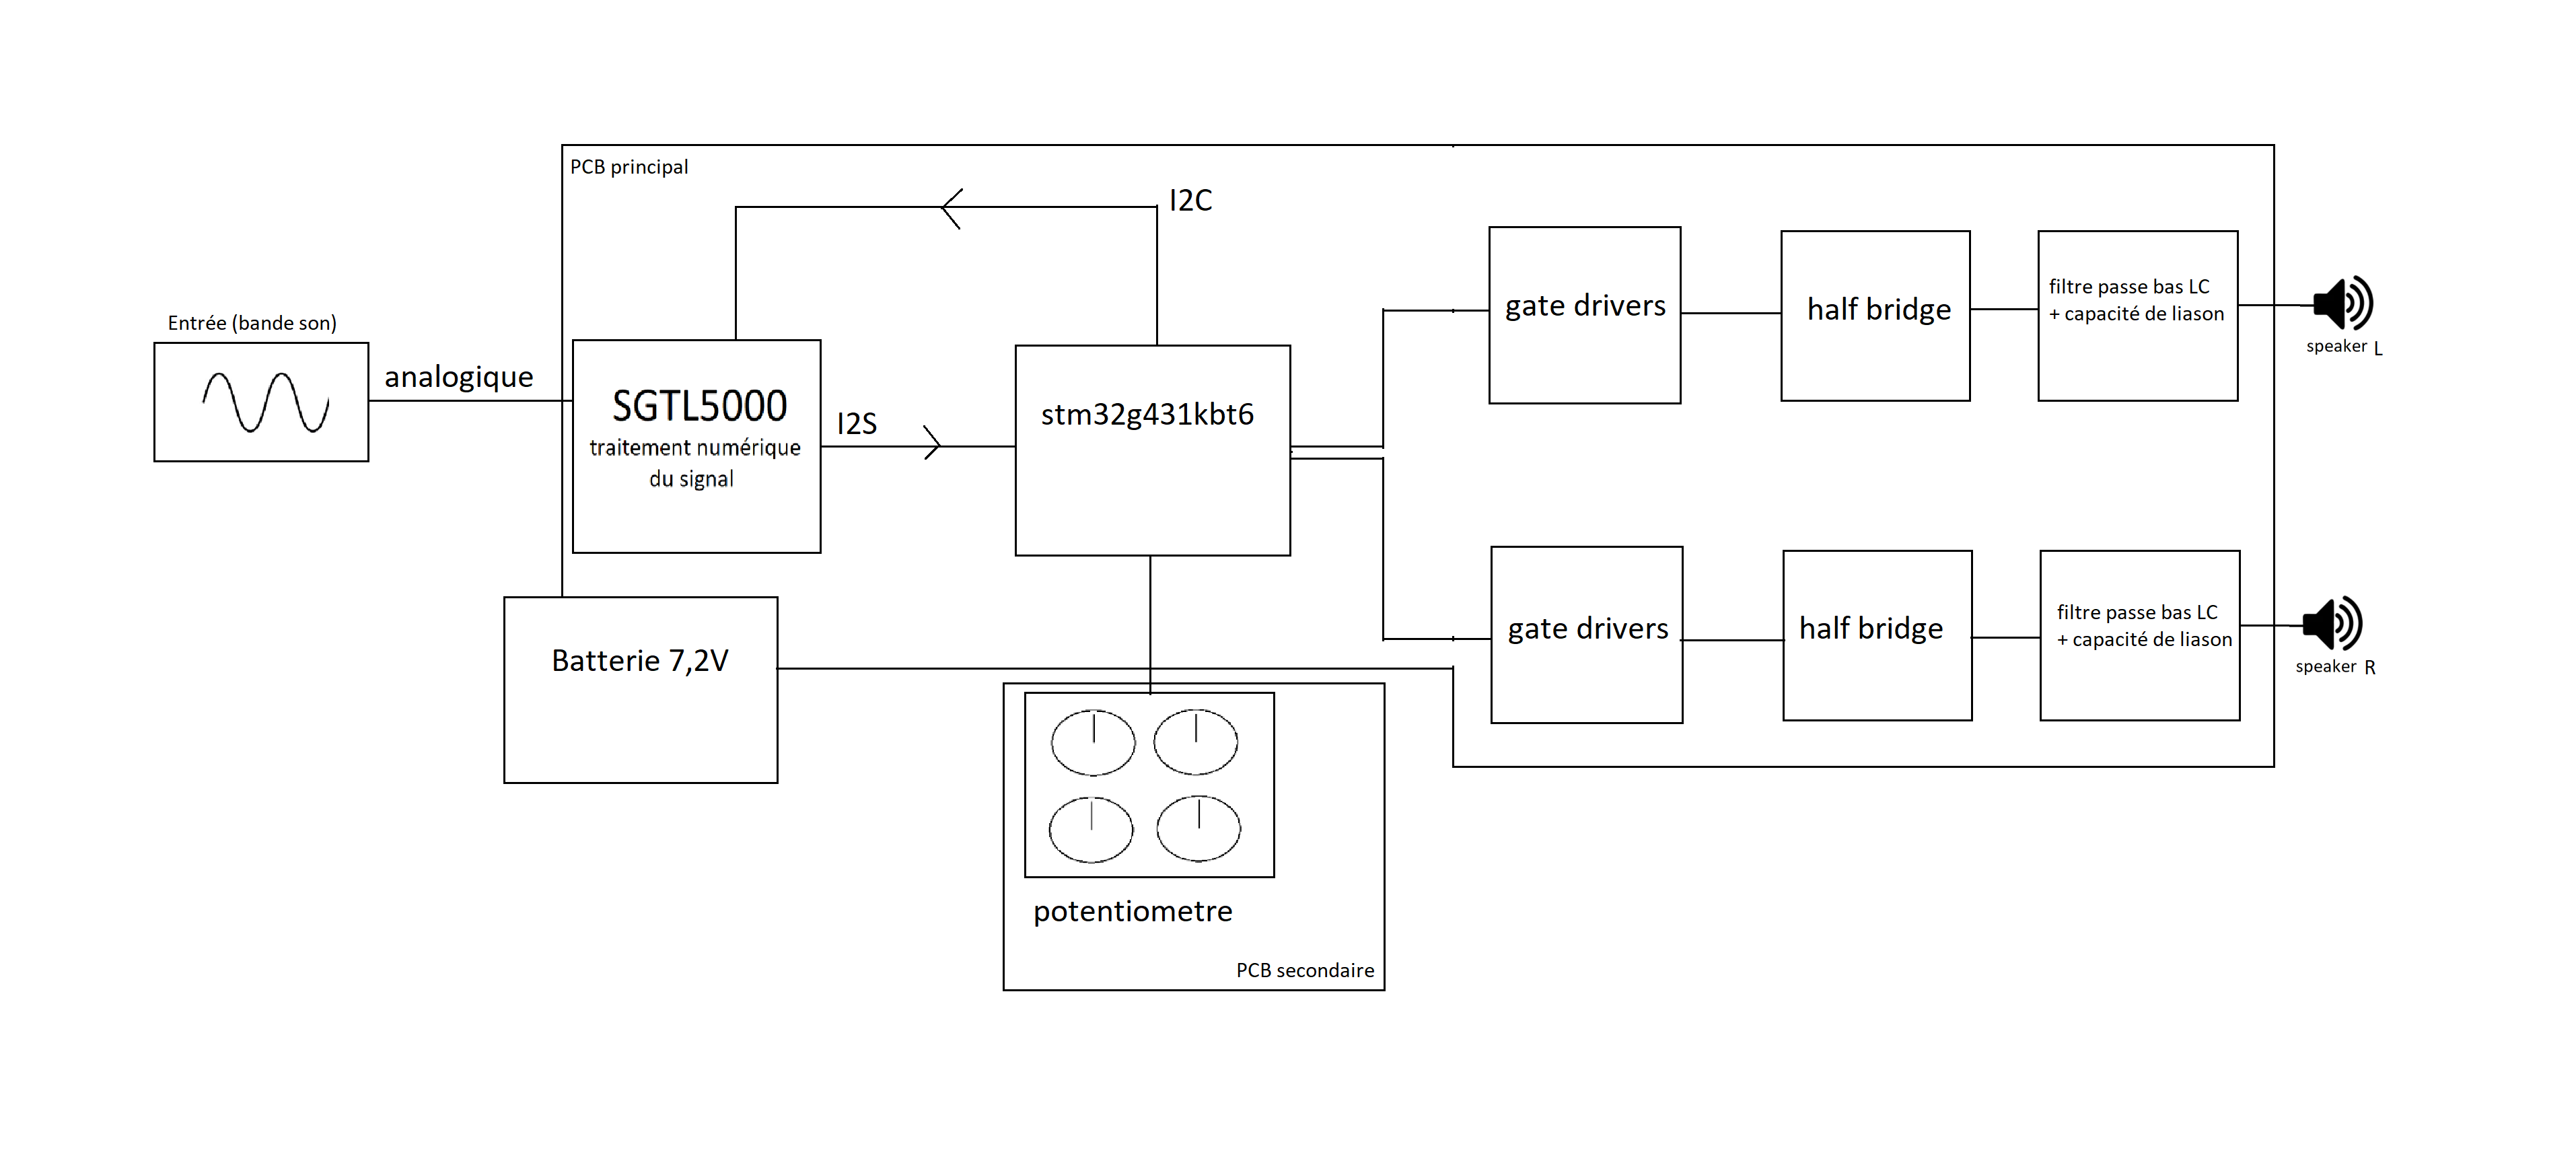 PCB principal
I2C
Entrée (bande son)
analogique
SGTL5000
traitement numérique
du signal
I2S
stm32g431kbt6
gate drivers
half bridge
filtre passe bas LC
+ capacité de liason
speaker L
gate drivers
half bridge
filtre passe bas LC
+ capacité de liason
speaker R
Batterie 7,2V
potentiometre
PCB secondaire